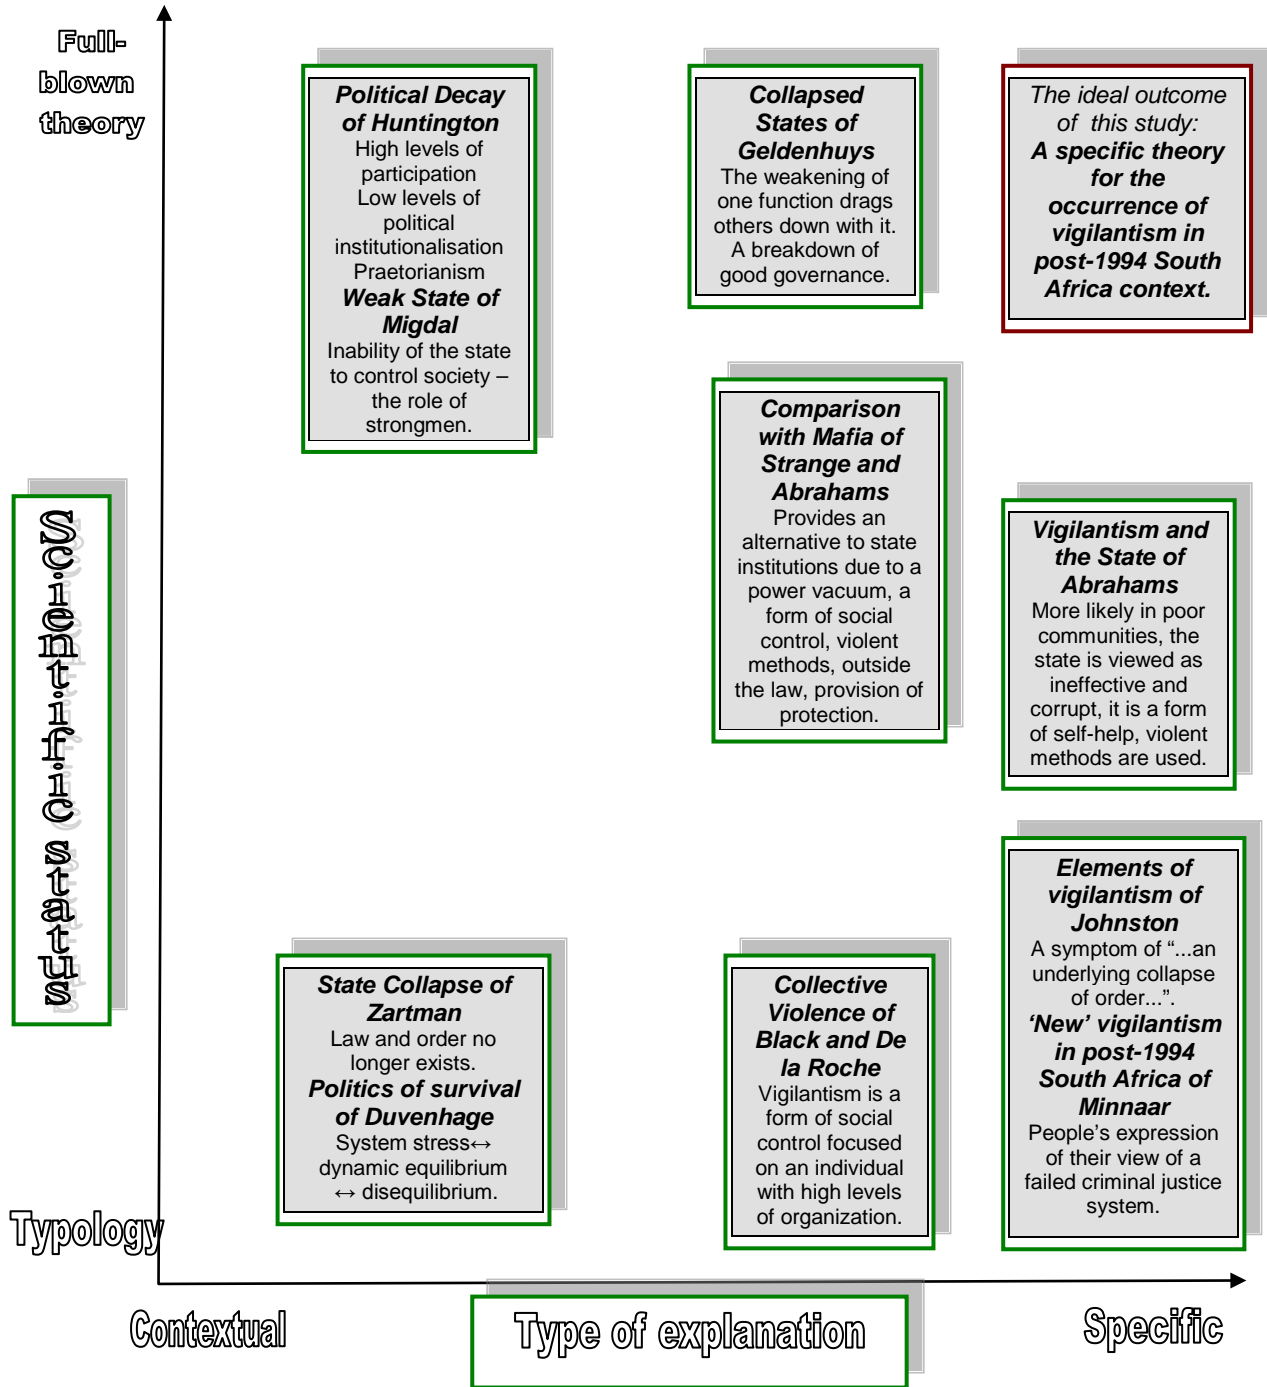 Full-
blown
theory
Political Decay
of Huntington
High levels of
participation
Low levels of
political
institutionalisation
Praetorianism
Weak State of
Migdal
Inability of the state
to control society –
the role of
strongmen.
Collapsed
States of
Geldenhuys
The weakening of
one function drags
others down with it.
A breakdown of
good governance.
The ideal outcome
of this study:
A specific theory
for the
occurrence of
vigilantism in
post-1994 South
Africa context.
Comparison
with Mafia of
Strange and
Abrahams
Provides an
alternative to state
institutions due to a
power vacuum, a
form of social
control, violent
methods, outside
the law, provision of
protection.
Vigilantism and
the State of
Abrahams
More likely in poor
communities, the
state is viewed as
ineffective and
corrupt, it is a form
of self-help, violent
methods are used.
Scientific status
State Collapse of
Zartman
Law and order no
longer exists.
Politics of survival
of Duvenhage
System stress↔
dynamic equilibrium
↔ disequilibrium.
Collective
Violence of
Black and De
la Roche
Vigilantism is a
form of social
control focused
on an individual
with high levels
of organization.
Elements of
vigilantism of
Johnston
A symptom of “...an
underlying collapse
of order...”.
‘New’ vigilantism
in post-1994
South Africa of
Minnaar
People’s expression
of their view of a
failed criminal justice
system.
Typology
Contextual
Type of explanation
Specific